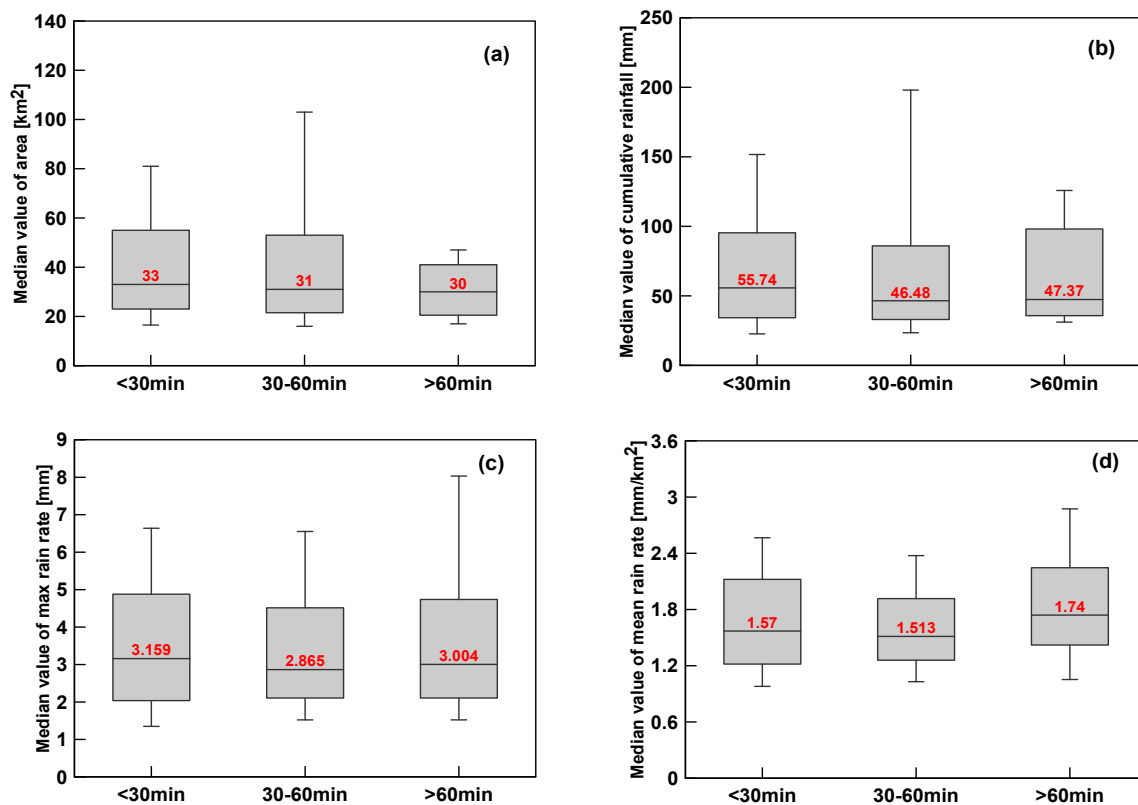 (a)
Median value of area [km²]
140
120
100
80
60
40
20
0
33
31
30
<30min
30-60min
>60min
(b)
Median value of cumulative rainfall [mm]
250
200
150
100
50
0
55.74
46.48
47.37
<30min
30-60min
>60min
(c)
Median value of max rain rate [mm]
9
8
7
6
5
4
3
2
1
0
3.159
2.865
3.004
<30min
30-60min
>60min
(d)
Median value of mean rain rate [mm/km²]
3.6
3
2.4
1.8
1.2
0.6
0
1.57
1.513
1.74
<30min
30-60min
>60min